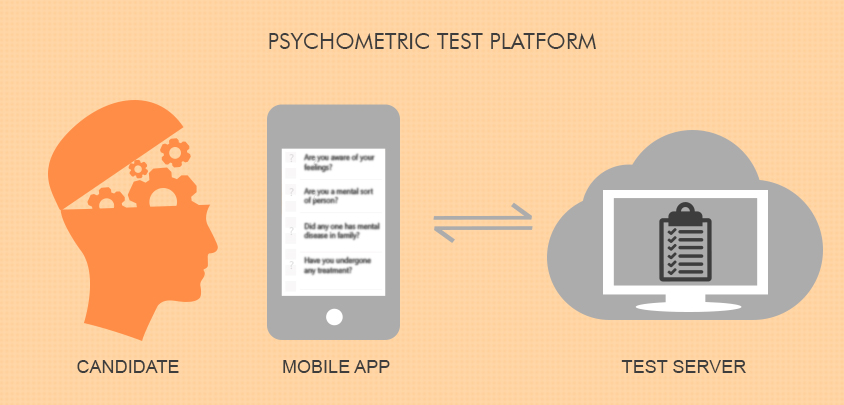 PSYCHOMETRIC TEST PLATFORM
? Are you aware of your
feelings?
? Are you a mental sort
of person?
? Did any one has mental
disease in family?
? Have you undergone
any treatment?
CANDIDATE
MOBILE APP
TEST SERVER